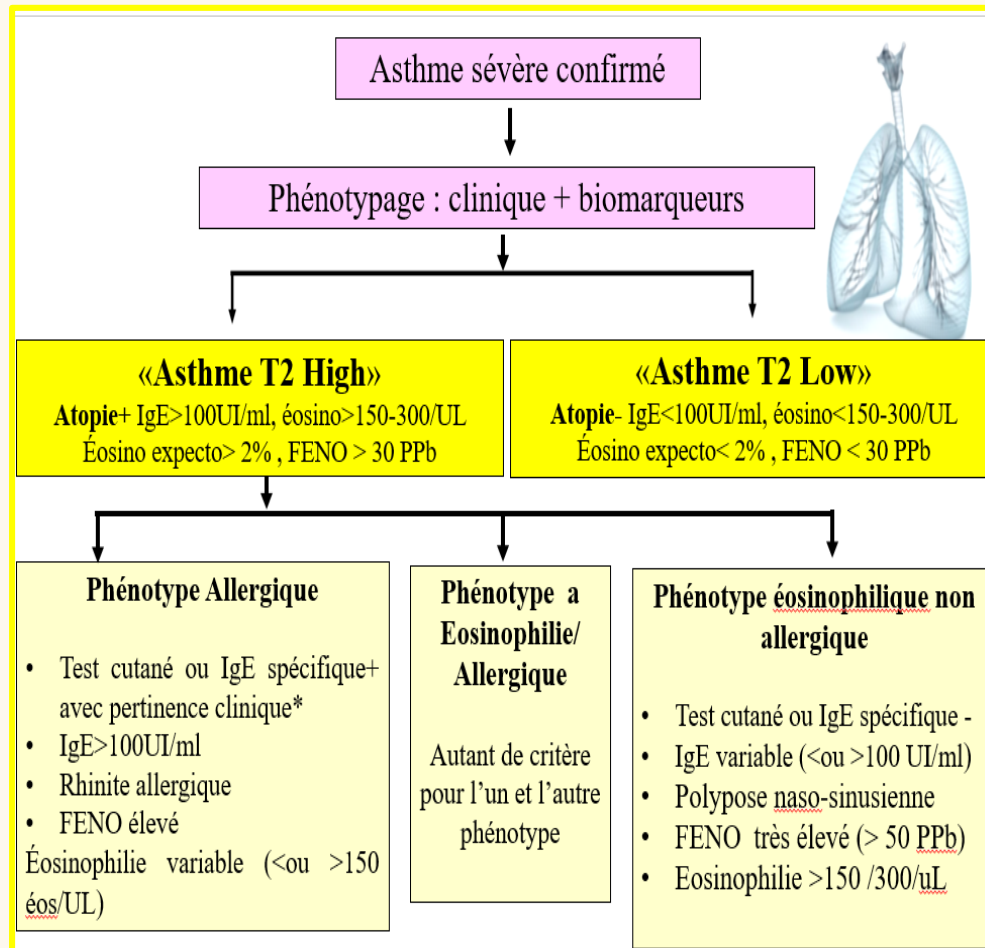 Asthme sévère confirmé
Phénotypage : clinique + biomarqueurs
«Asthme T2 High»
Atopie+ IgE>100UI/ml, éosino>150-300/UL
Éosino expecto> 2% , FENO > 30 PPb
«Asthme T2 Low»
Atopie- IgE<100UI/ml, éosino<150-300/UL
Éosino expecto< 2% , FENO < 30 PPb
Phénotype Allergique
• Test cutané ou IgE spécifique+
avec pertinence clinique*
• IgE>100UI/ml
• Rhinite allergique
• FENO élevé
Éosinophilie variable (<ou >150
éos/UL)
Phénotype a
Eosinophilie/
Allergique
Autant de critère
pour l’un et l’autre
phénotype
Phénotype éosinophilique non
allergique
• Test cutané ou IgE spécifique -
• IgE variable (<ou >100 UI/ml)
• Polypose naso-sinusienne
• FENO très élevé (> 50 PPb)
• Eosinophilie >150 /300/uL